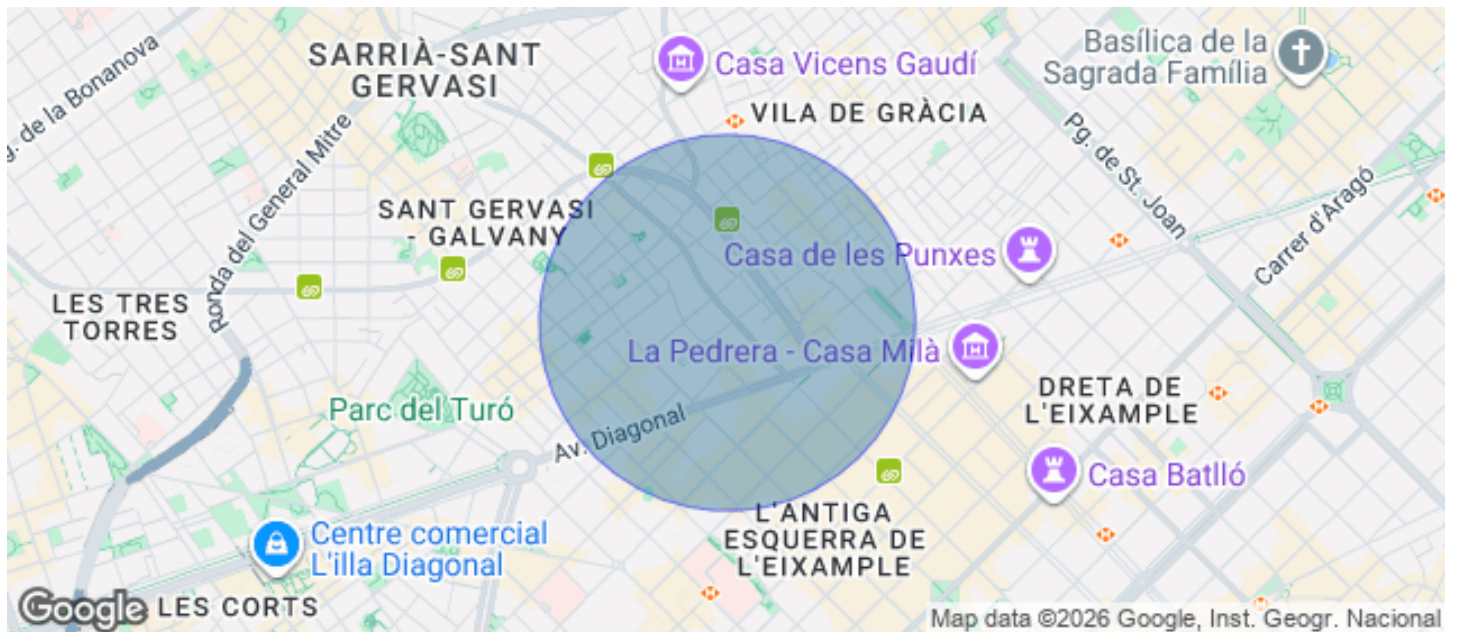 SARRIÀ-SANT
GERVASI
Casa Vicens Gaudí
Basílica de la
Sagrada Família
g. de la Bonanova
VILA DE GRÀCIA
Ronda del General Mitre
Pg. de St. Joan
Carrer d'Aragó
SANT GERVASI
- GALVANY
Casa de les Punxes
LES TRES
TORRES
La Pedrera - Casa Milà
DRETA DE
L'EIXAMPLE
Parc del Turó
Av. Diagonal
Casa Batlló
L'ANTIGA
ESQUERRA DE
L'EIXAMPLE
Centre comercial
L'illa Diagonal
Google
LES CORTS
Map data ©2026 Google, Inst. Geogr. Nacional